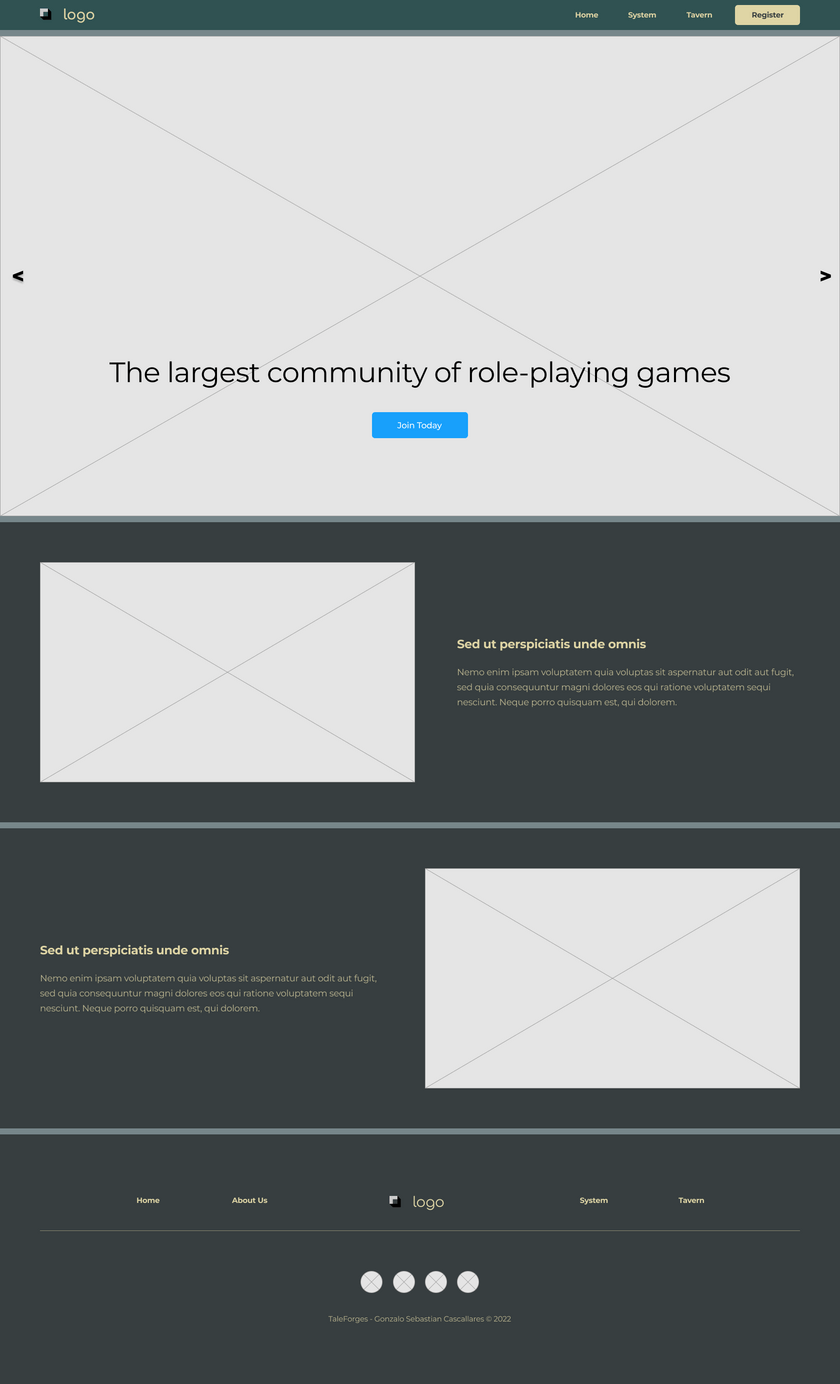 logo
Home System Tavern Register
< >
The largest community of role-playing games
Join Today
Sed ut perspiciatis unde omnis
Nemo enim ipsam voluptatem quia voluptas sit aspernatur aut odit aut fugit,
sed quia consequuntur magni dolores eos qui ratione voluptatem sequi
nesciunt. Neque porro quisquam est, qui dolorem.
Sed ut perspiciatis unde omnis
Nemo enim ipsam voluptatem quia voluptas sit aspernatur aut odit aut fugit,
sed quia consequuntur magni dolores eos qui ratione voluptatem sequi
nesciunt. Neque porro quisquam est, qui dolorem.
Home About Us logo System Tavern
TaleForges - Gonzalo Sebastian Cascallares © 2022